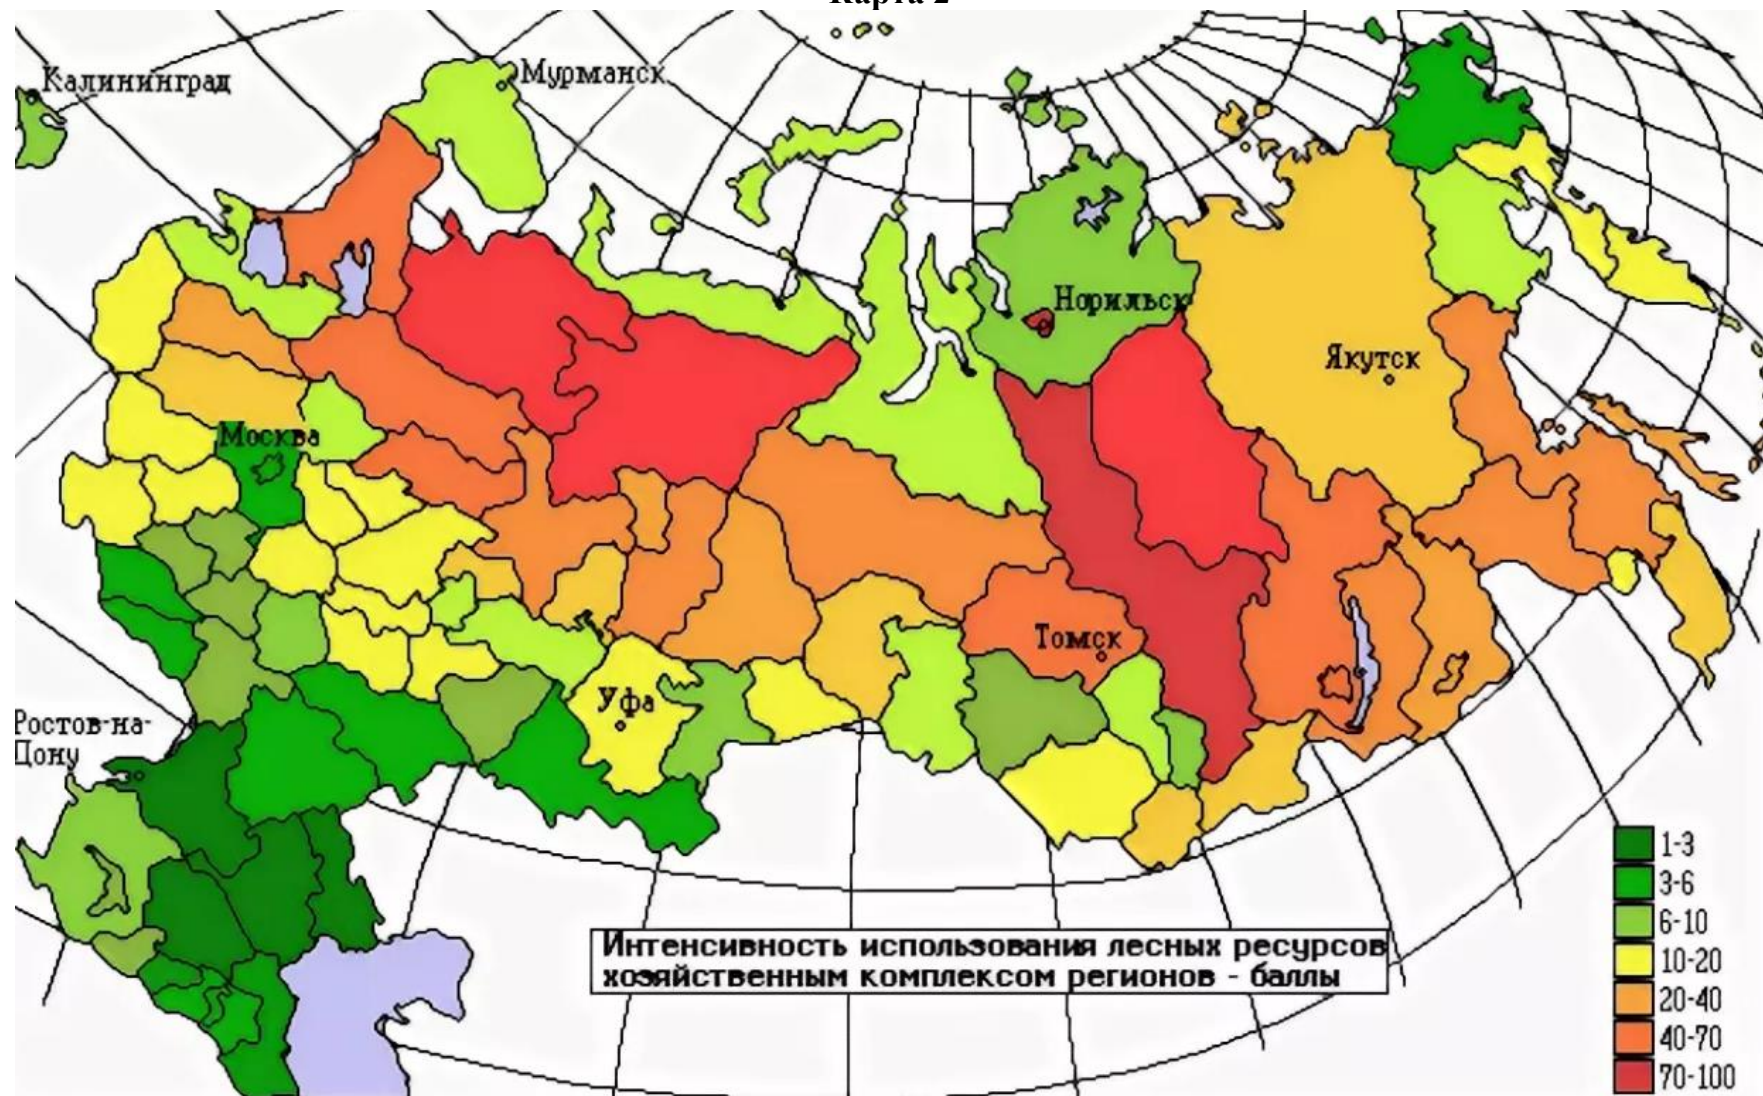 Карта 2
Калининград
Мурманск
Норильск
Якутск
Москва
Томск
Уфа
Ростов-на-
Дону
1-3
3-6
6-10
10-20
20-40
40-70
70-100
Интенсивность использования лесных ресурсов
хозяйственным комплексом регионов - баллы